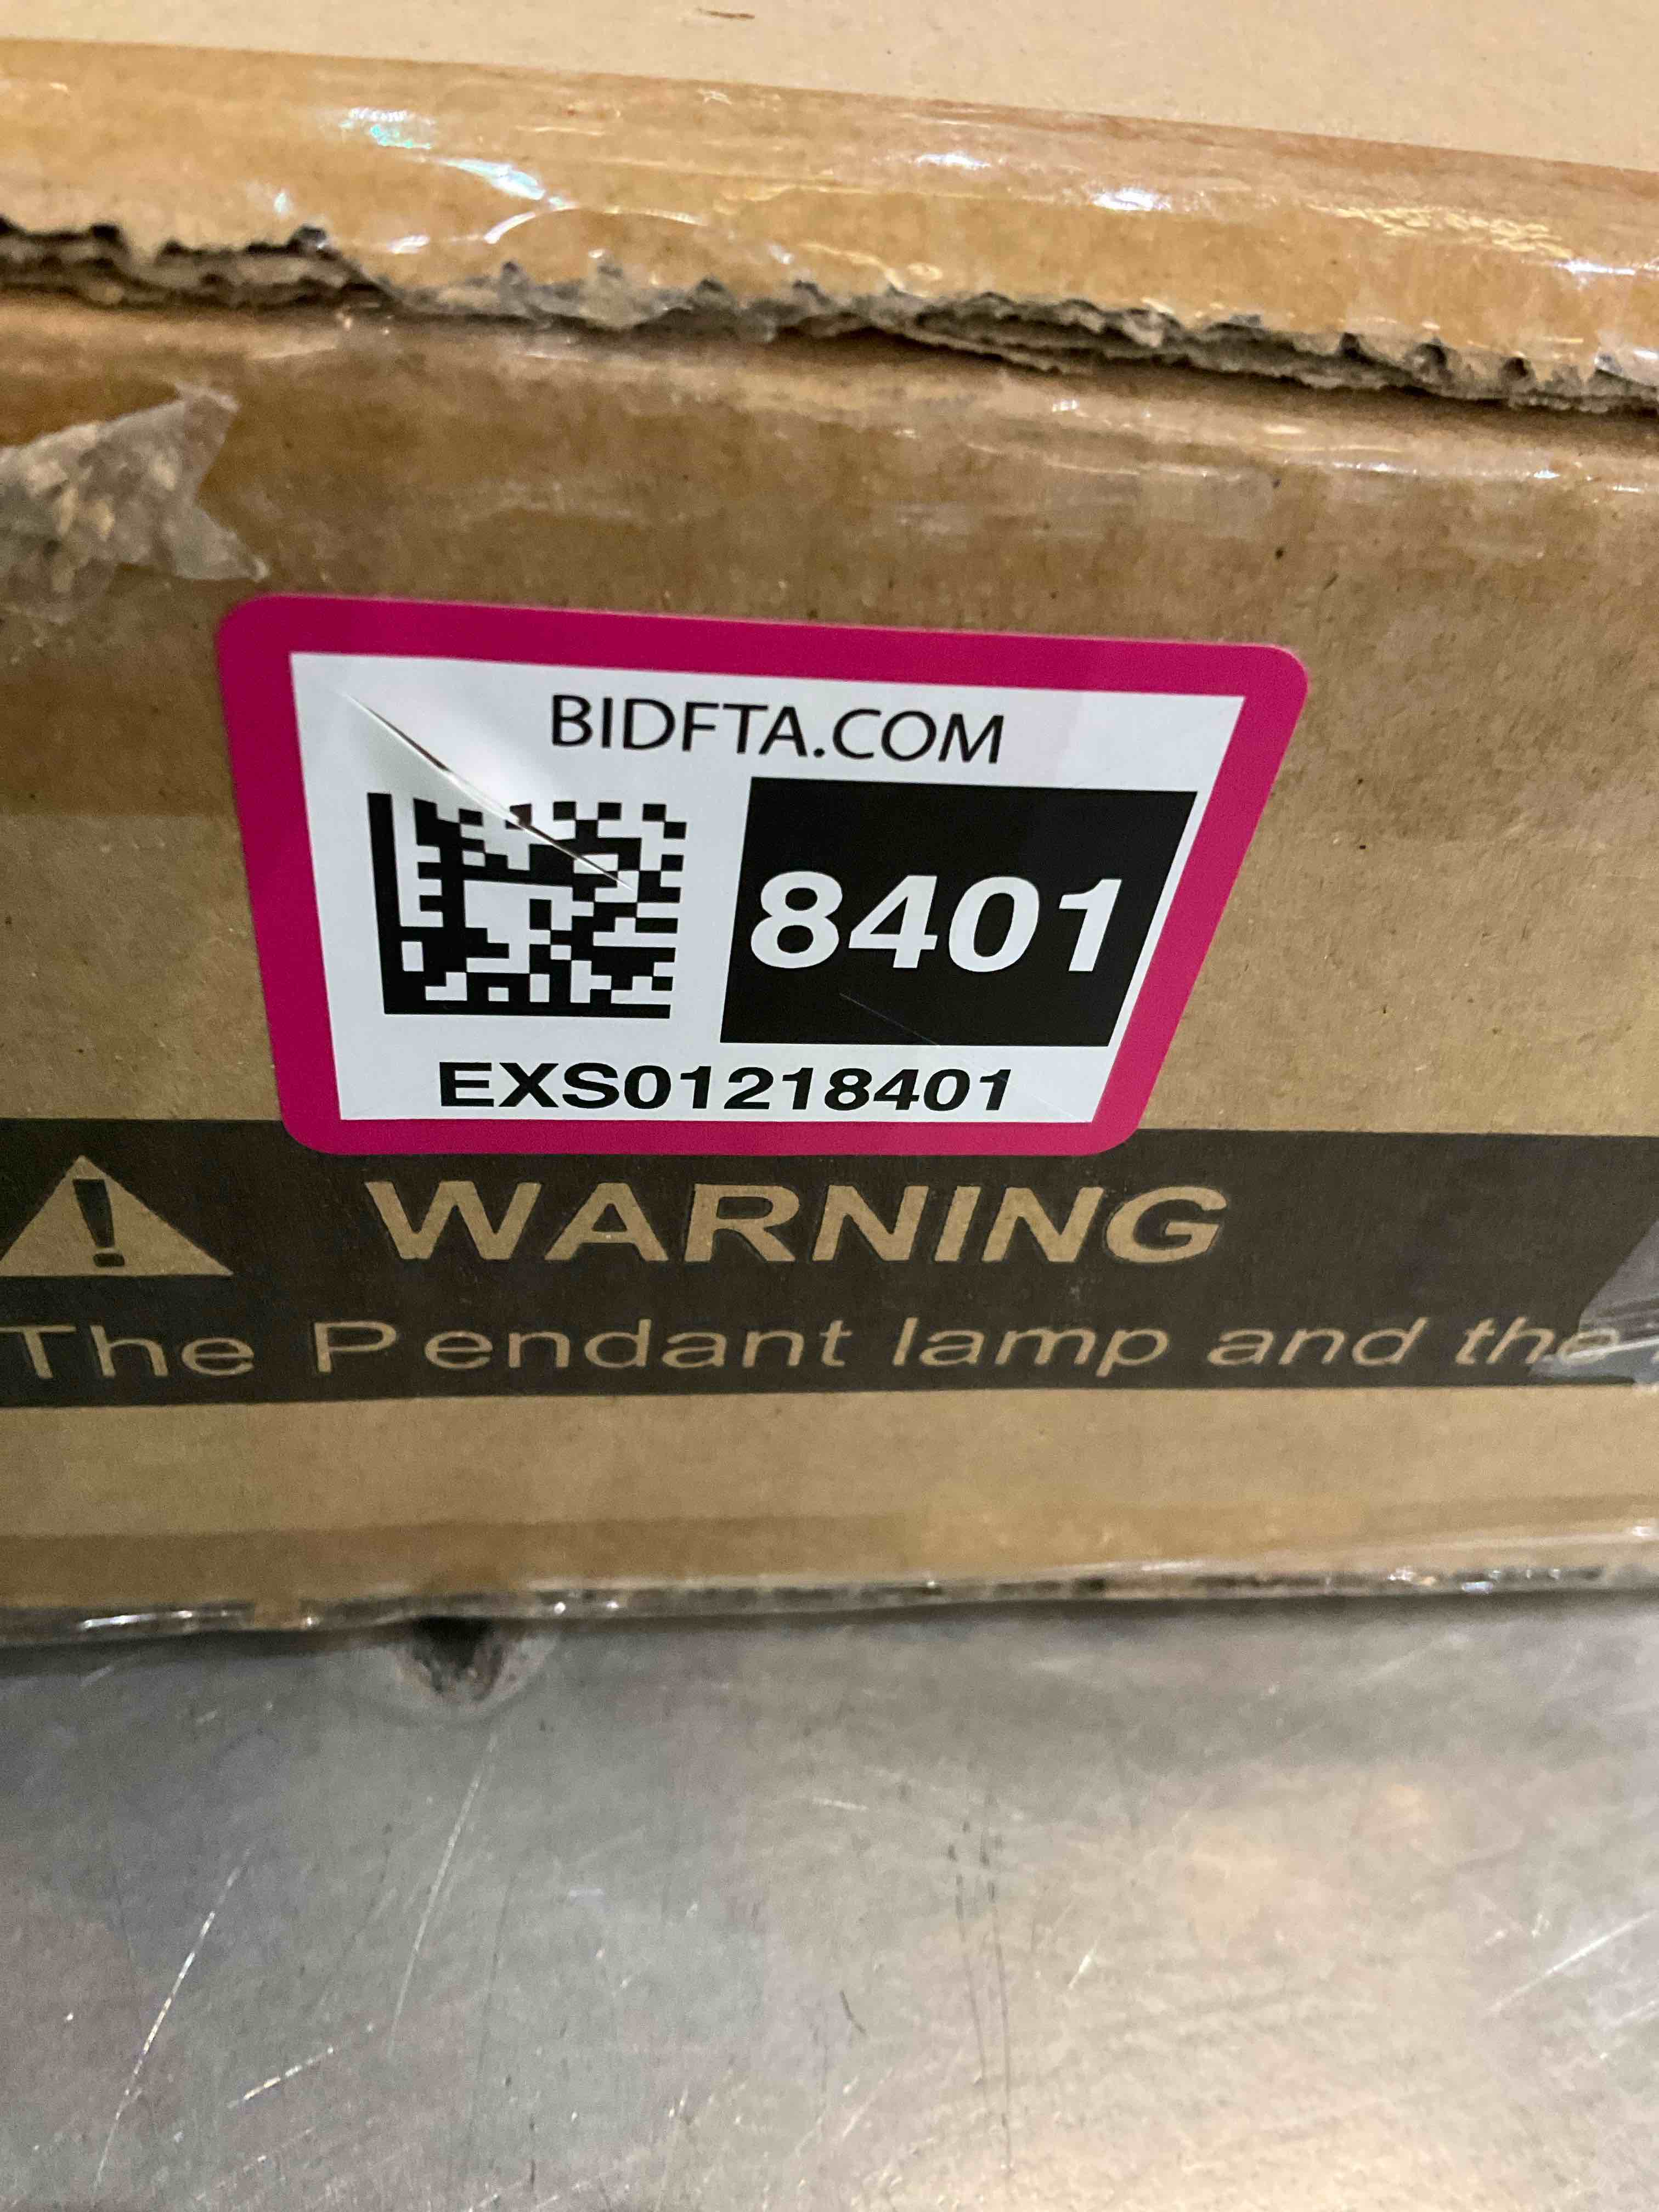 BIDFTA.COM
8401
EXS01218401
WARNING
The Pendant lamp and the